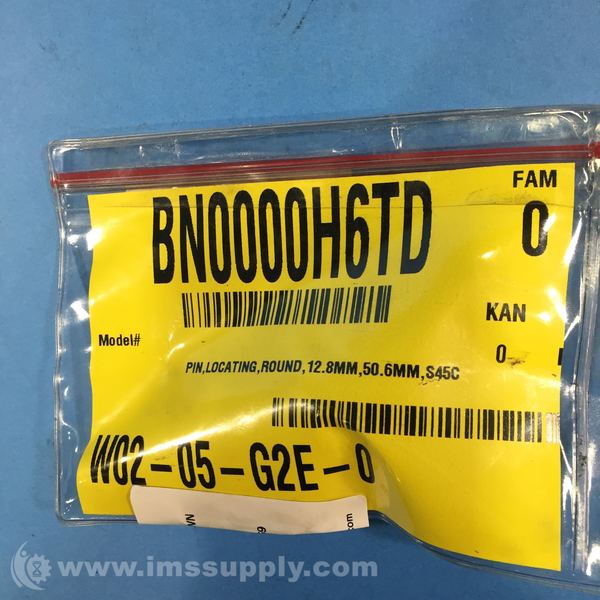 FAM
BN0000H6TD 0
KAN
Model# 0
PIN,LOCATING,ROUND,12.8MM,50.6MM,S45C
W02-05-G2E-0
www.imssupply.com